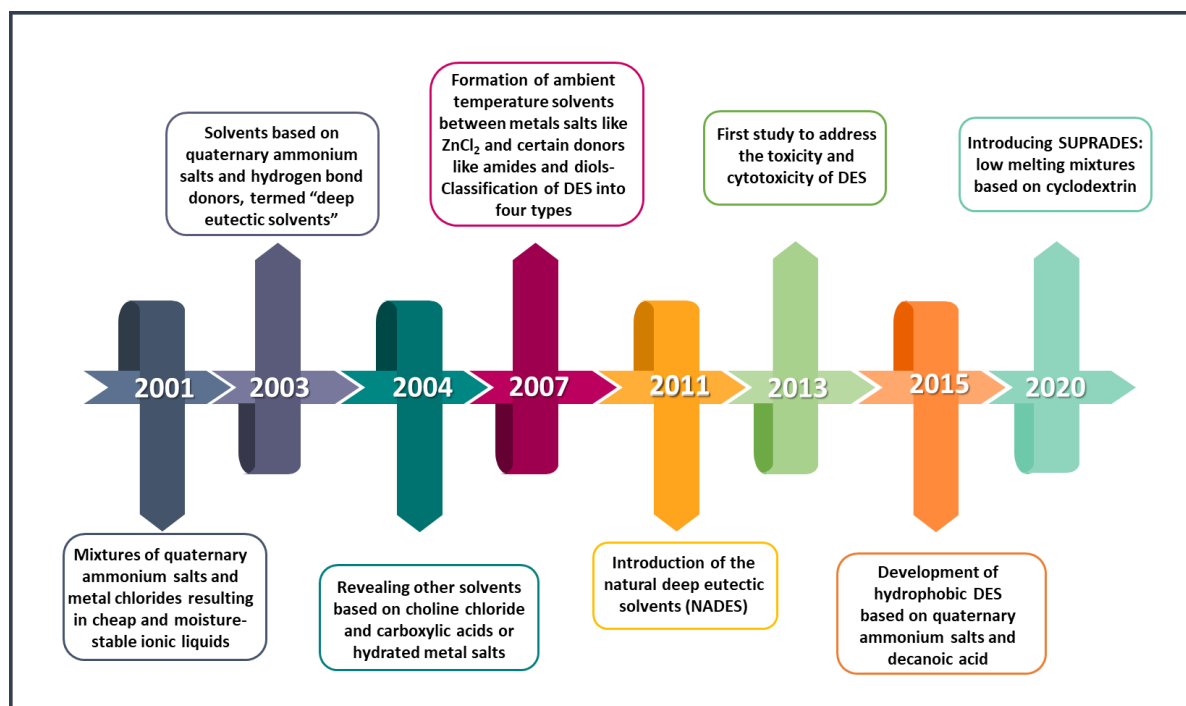 Solvents based on
quaternary ammonium
salts and hydrogen bond
donors, termed “deep
eutectic solvents”
Formation of ambient
temperature solvents
between metals salts like
ZnCl₂ and certain donors
like amides and diols-
Classification of DES into
four types
First study to address
the toxicity and
cytotoxicity of DES
Introducing SUPRADES:
low melting mixtures
based on cyclodextrin
2001
2003
2004
2007
2011
2013
2015
2020
Mixtures of quaternary
ammonium salts and
metal chlorides resulting
in cheap and moisture-
stable ionic liquids
Revealing other solvents
based on choline chloride
and carboxylic acids or
hydrated metal salts
Introduction of the
natural deep eutectic
solvents (NADES)
Development of
hydrophobic DES
based on quaternary
ammonium salts and
decanoic acid